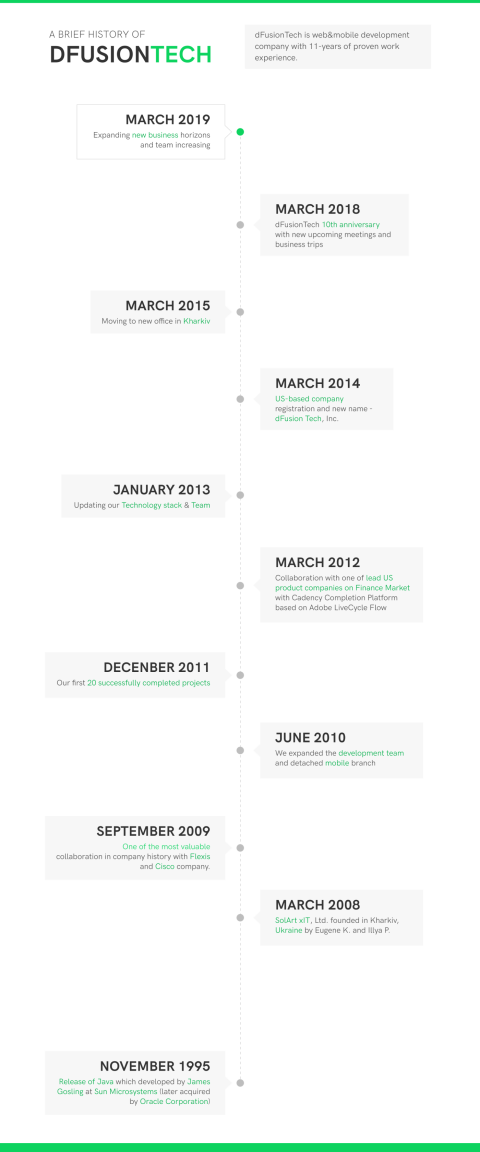 A BRIEF HISTORY OF
DFUSIONTECH
dFusionTech is web&mobile development
company with 11-years of proven work
experience.
MARCH 2019
Expanding new business horizons
and team increasing
MARCH 2018
dFusionTech 10th anniversary
with new upcoming meetings and
business trips
MARCH 2015
Moving to new office in Kharkiv
MARCH 2014
US-based company
registration and new name -
dFusion Tech, Inc.
JANUARY 2013
Updating our Technology stack & Team
MARCH 2012
Collaboration with one of lead US
product companies on Finance Market
with Cadency Completion Platform
based on Adobe LiveCycle Flow
DECENBER 2011
Our first 20 successfully completed projects
JUNE 2010
We expanded the development team
and detached mobile branch
SEPTEMBER 2009
One of the most valuable
collaboration in company history with Flexis
and Cisco company.
MARCH 2008
SolArt xIT, Ltd. founded in Kharkiv,
Ukraine by Eugene K. and Illya P.
NOVEMBER 1995
Release of Java which developed by James
Gosling at Sun Microsystems (later acquired
by Oracle Corporation)